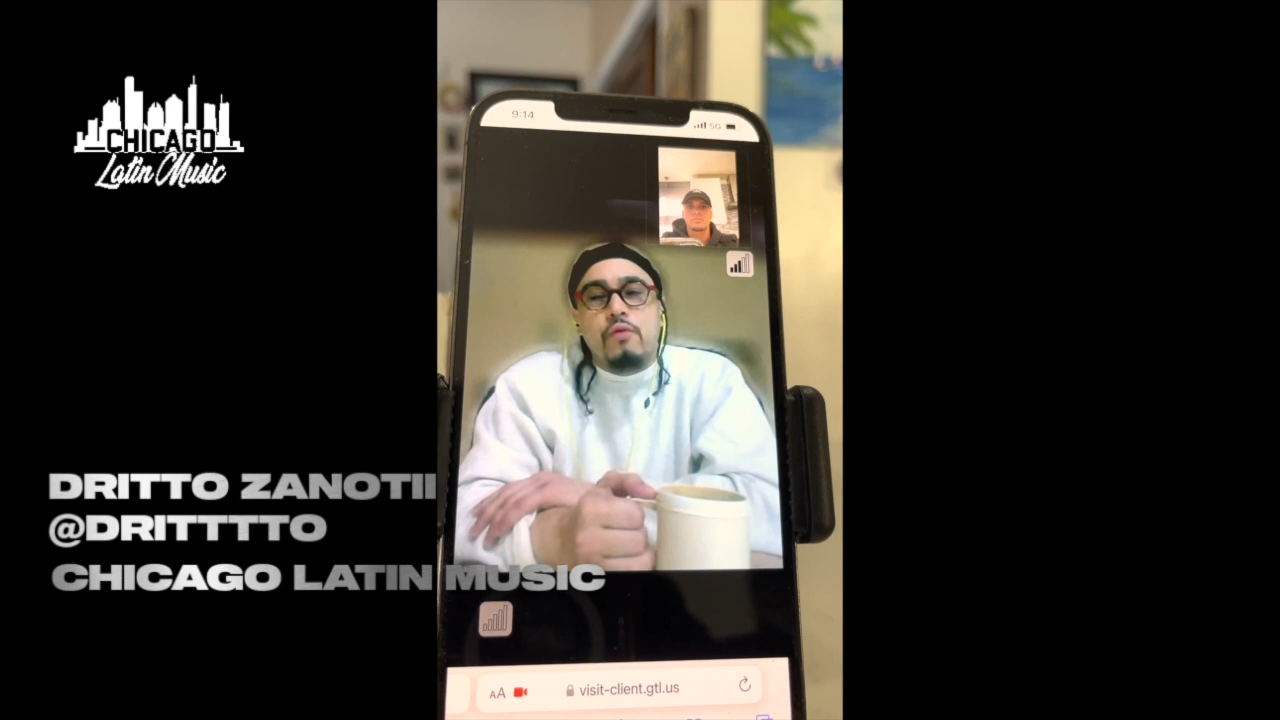 CHICAGO
Latin Music
9:14
5G
DRITTO ZANOTII
@DRITTTTO
CHICAGO LATIN MUSIC
AA
visit-client.gtl.us